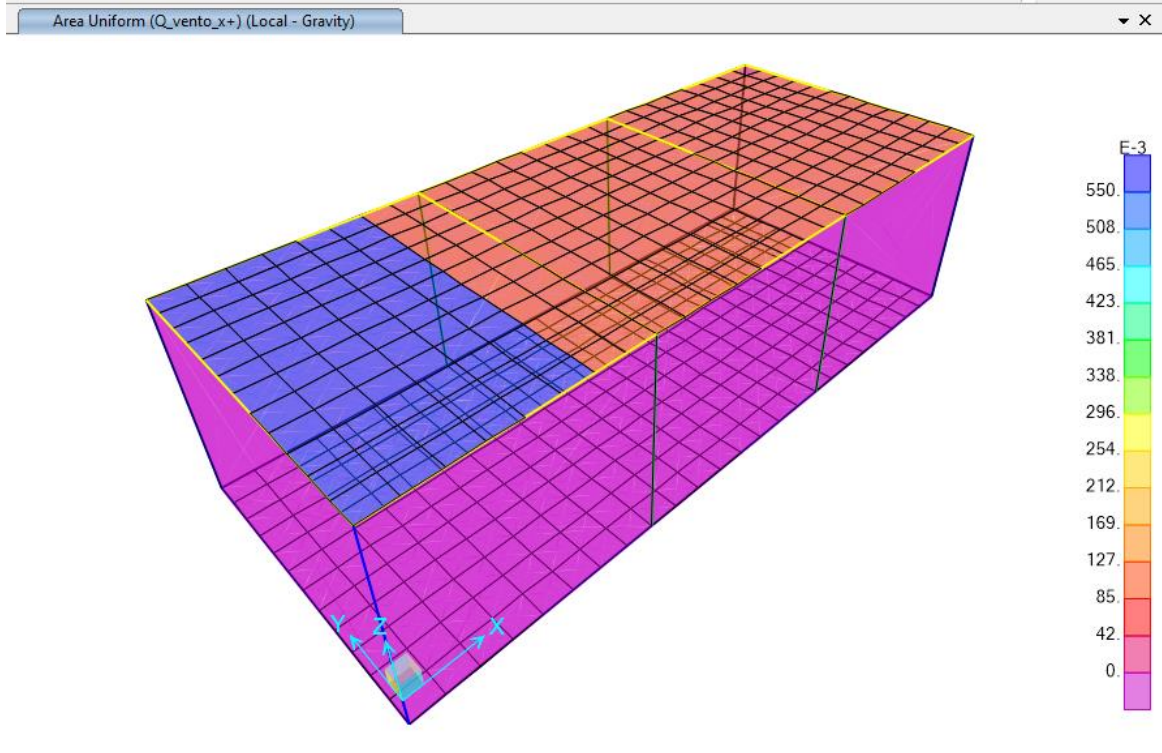 Area Uniform (Q_vento_x+) (Local - Gravity)
E-3
550.
508.
465.
423.
381.
338.
296.
254.
212.
169.
127.
85.
42.
0.
Y
Z
X